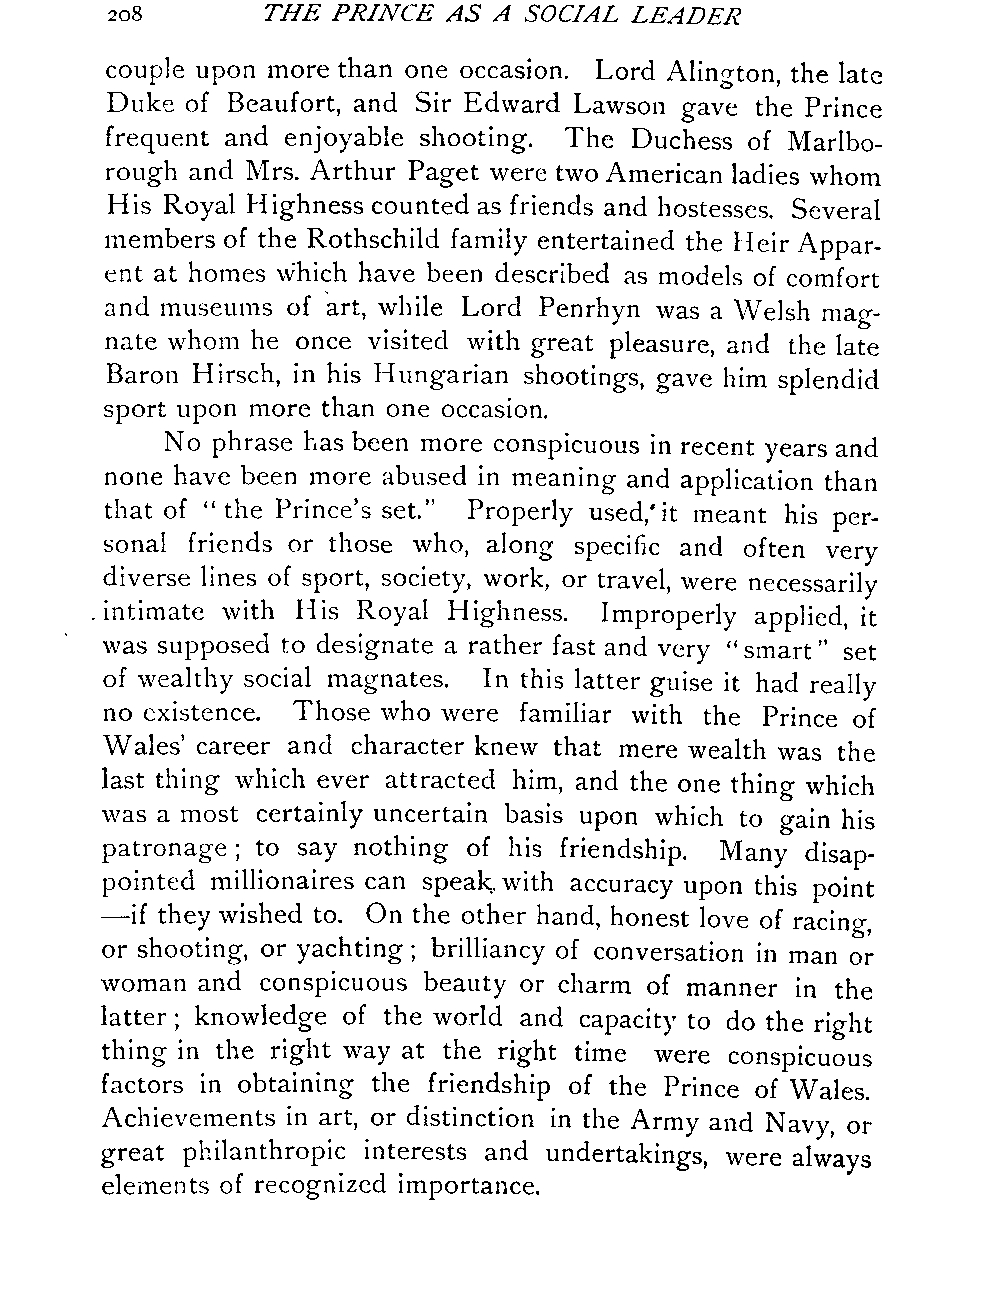 208 THE PRINCE AS A SOCIAL LEADER
couple upon more than one occasion. Lord Alington, the late
Duke of Beaufort, and Sir Edward Lawson gave the Prince
frequent and enjoyable shooting. The Duchess of Marlbo-
rough and Mrs. Arthur Paget were two American ladies whom
His Royal Highness counted as friends and hostesses. Several
members of the Rothschild family entertained the Heir Appar-
ent at homes which have been described as models of comfort
and museums of art, while Lord Penrhyn was a Welsh mag-
nate whom he once visited with great pleasure, and the late
Baron Hirsch, in his Hungarian shootings, gave him splendid
sport upon more than one occasion.
No phrase has been more conspicuous in recent years and
none have been more abused in meaning and application than
that of "the Prince's set." Properly used, it meant his per-
sonal friends or those who, along specific and often very
diverse lines of sport, society, work, or travel, were necessarily
intimate with His Royal Highness. Improperly applied, it
was supposed to designate a rather fast and very "smart" set
of wealthy social magnates. In this latter guise it had really
no existence. Those who were familiar with the Prince of
Wales' career and character knew that mere wealth was the
last thing which ever attracted him, and the one thing which
was a most certainly uncertain basis upon which to gain his
patronage; to say nothing of his friendship. Many disap-
pointed millionaires can speak with accuracy upon this point
—if they wished to. On the other hand, honest love of racing,
or shooting, or yachting; brilliancy of conversation in man or
woman and conspicuous beauty or charm of manner in the
latter; knowledge of the world and capacity to do the right
thing in the right way at the right time were conspicuous
factors in obtaining the friendship of the Prince of Wales.
Achievements in art, or distinction in the Army and Navy, or
great philanthropic interests and undertakings, were always
elements of recognized importance.